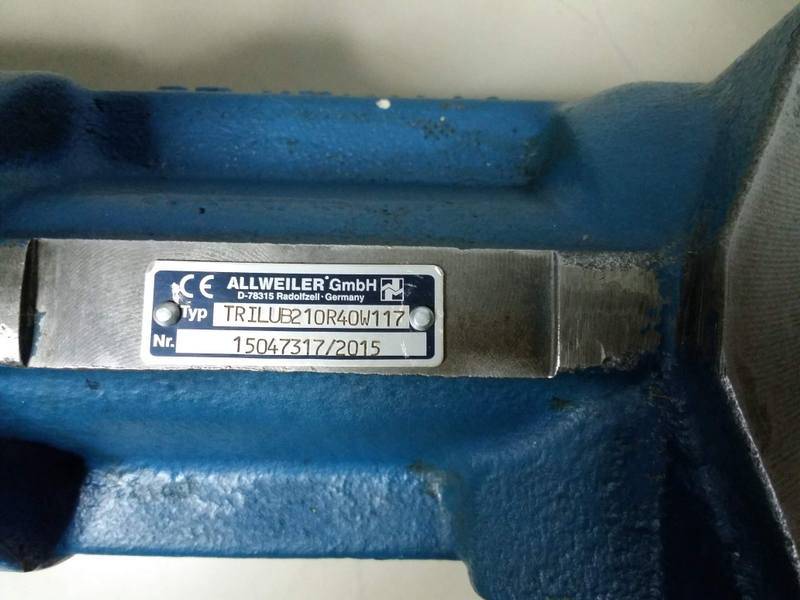 CE ALLWEILER® GmbH
D-78315 Radolfzell · Germany
Typ TRILUB210R40W117
Nr. 15047317/2015